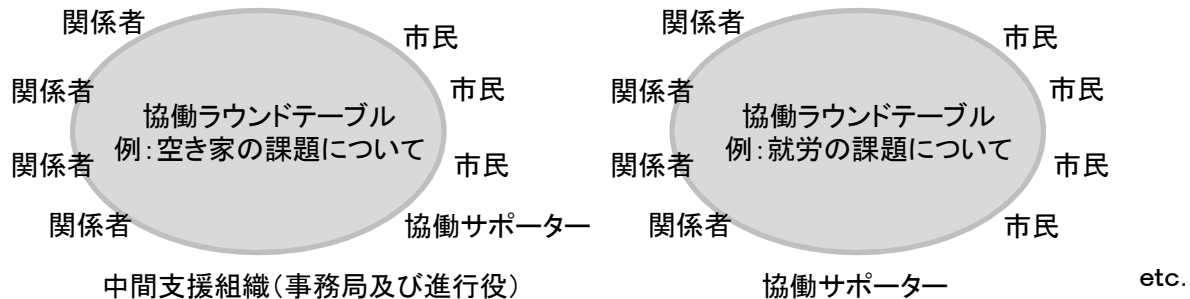 関係者
市民
関係者
市民
協働ラウンドテーブル
例：空き家の課題について
関係者
市民
関係者
協働サポーター
中間支援組織（事務局及び進行役）
関係者
市民
関係者
市民
協働ラウンドテーブル
例：就労の課題について
関係者
市民
関係者
市民
協働サポーター
etc.